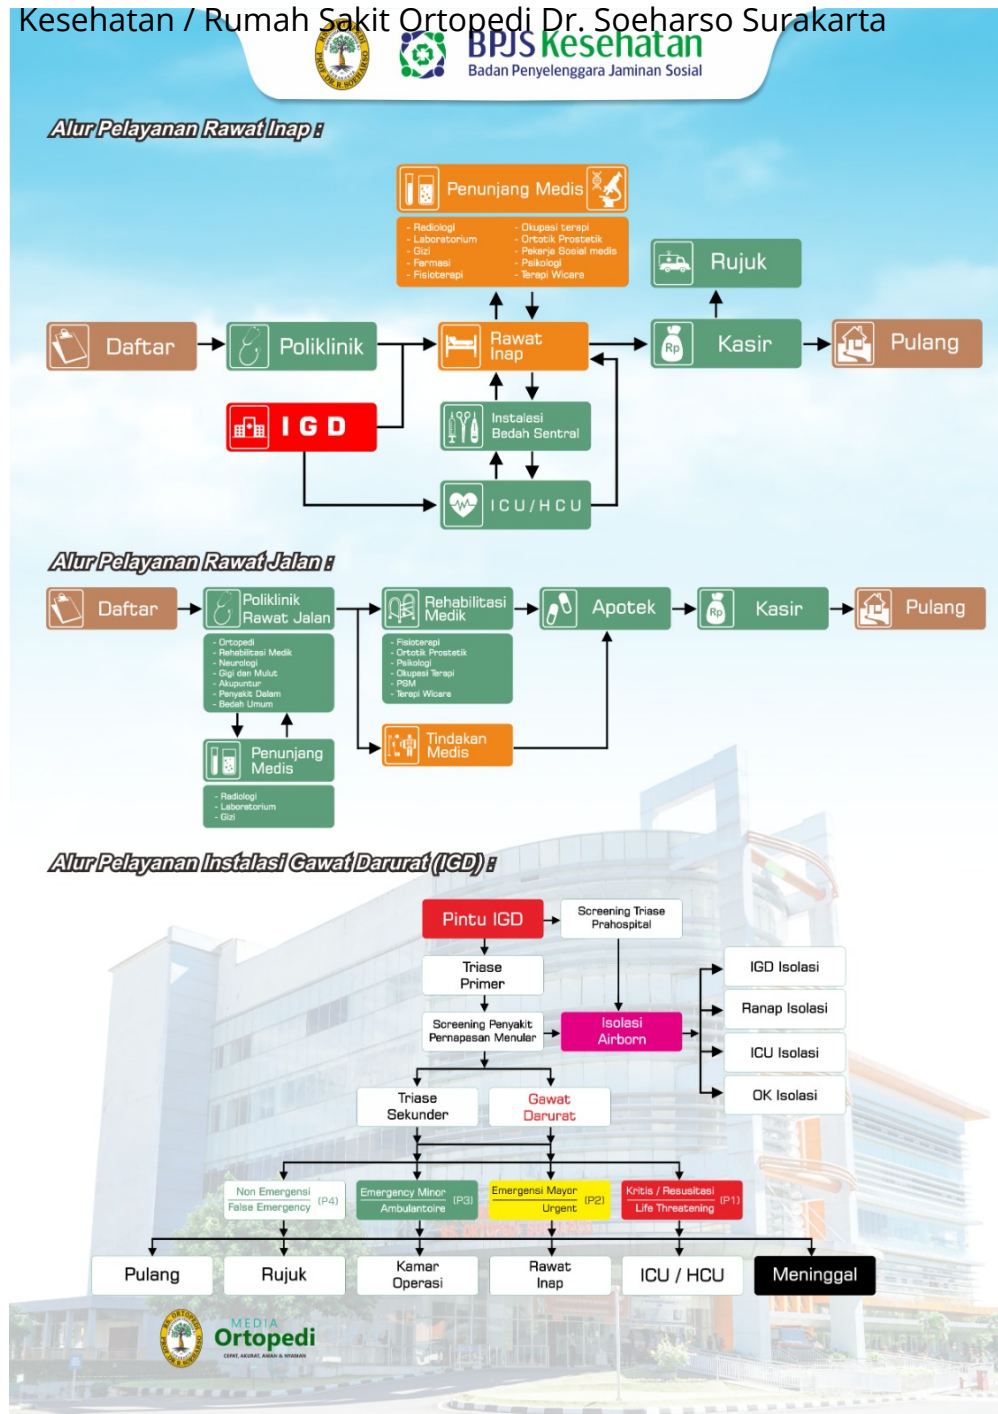 Kesehatan / Rumah Sakit Ortopedi Dr. Soeharso Surakarta
BPJS Kesehatan
Badan Penyelenggara Jaminan Sosial
Alur Pelayanan Rawat Inap :
Penunjang Medis
- Radiologi
- Laboratorium
- Gizi
- Farmasi
- Fisioterapi
- Okupasi terapi
- Ortotik Prostetik
- Pekerja Sosial medis
- Psikologi
- Terapi Wicara
Rujuk
Daftar
Poliklinik
Rawat
Inap
Rp
Kasir
Pulang
IGD
Instalasi
Bedah Sentral
ICU/HCU
Alur Pelayanan Rawat Jalan :
Daftar
Poliklinik
Rawat Jalan
Rehabilitasi
Medik
Apotek
Rp
Kasir
Pulang
- Ortopedi
- Rehabilitasi Medik
- Neurologi
- Gigi dan Mulut
- Akupuntur
- Penyakit Dalam
- Bedah Umum
- Fisioterapi
- Ortotik Prostetik
- Psikologi
- Okupasi Terapi
- PSM
- Terapi Wicara
Tindakan
Medis
Penunjang
Medis
- Radiologi
- Laboratorium
- Gizi
Alur Pelayanan Instalasi Gawat Darurat (IGD) :
Pintu IGD
Screening Triase
Prahospital
Triase
Primer
Screening Penyakit
Pernapasan Menular
Isolasi
Airborn
IGD Isolasi
Ranap Isolasi
ICU Isolasi
OK Isolasi
Triase
Sekunder
Gawat
Darurat
Non Emergensi
False Emergency
(P4)
Emergency Minor
Ambulantoire
(P3)
Emergensi Mayor
Urgent
(P2)
Kritis / Resusitasi
Life Threatening
(P1)
Pulang
Rujuk
Kamar
Operasi
Rawat
Inap
ICU / HCU
Meninggal
MEDIA
Ortopedi
CEPAT, AKURAT, AMAN & NYAMAN